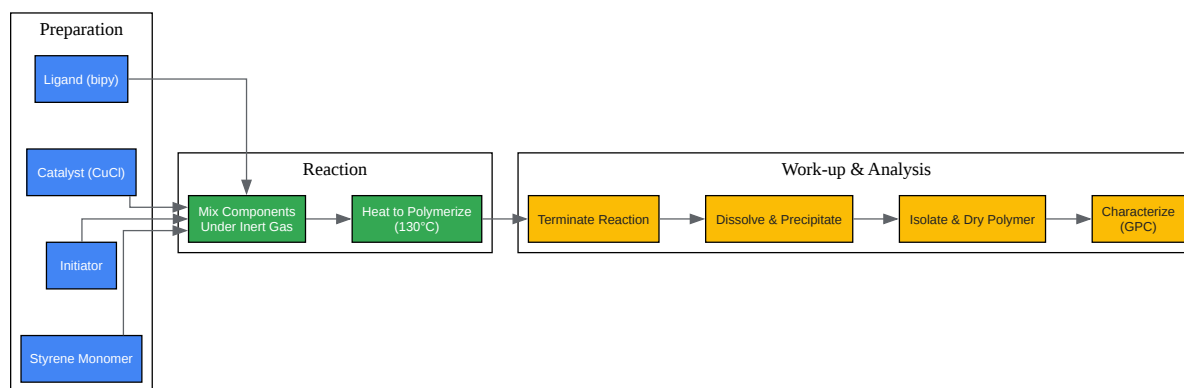 Preparation
Ligand (bipy)
Catalyst (CuCl)
Initiator
Styrene Monomer
Reaction
Mix Components
Under Inert Gas
Heat to Polymerize
(130°C)
Work-up & Analysis
Terminate Reaction
Dissolve & Precipitate
Isolate & Dry Polymer
Characterize
(GPC)